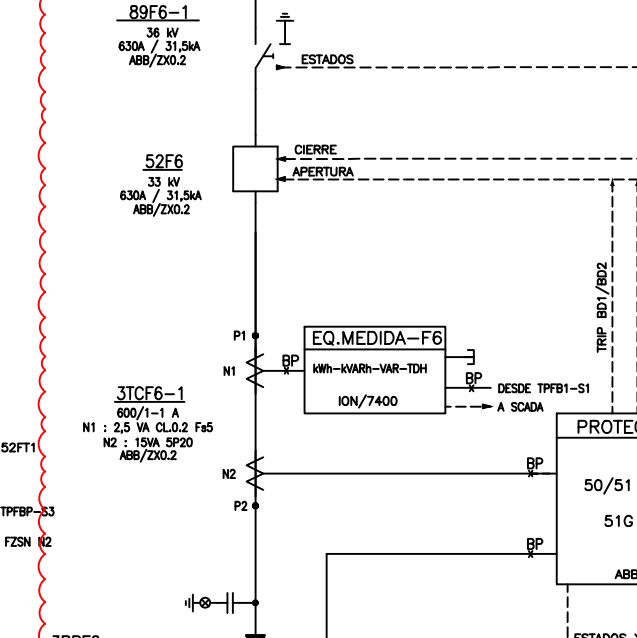 89F6-1
36 kV
630A / 31,5kA
ABB/ZX0.2
ESTADOS
CIERRE
APERTURA
52F6
33 kV
630A / 31,5kA
ABB/ZX0.2
TRIP BD1/BD2
P1
EQ.MEDIDA-F6
N1
BP
kWh-kVARh-VAR-TDH
BP
DESDE TPFB1-S1
ION/7400
A SCADA
3TCF6-1
600/1-1 A
N1 : 2,5 VA CL.0.2 Fs5
N2 : 15VA 5P20
ABB/ZX0.2
PROTEC
52FT1
N2
BP
50/51
P2
TPFBP-S3
51G
FZSN N2
BP
ABB
ESTADOS